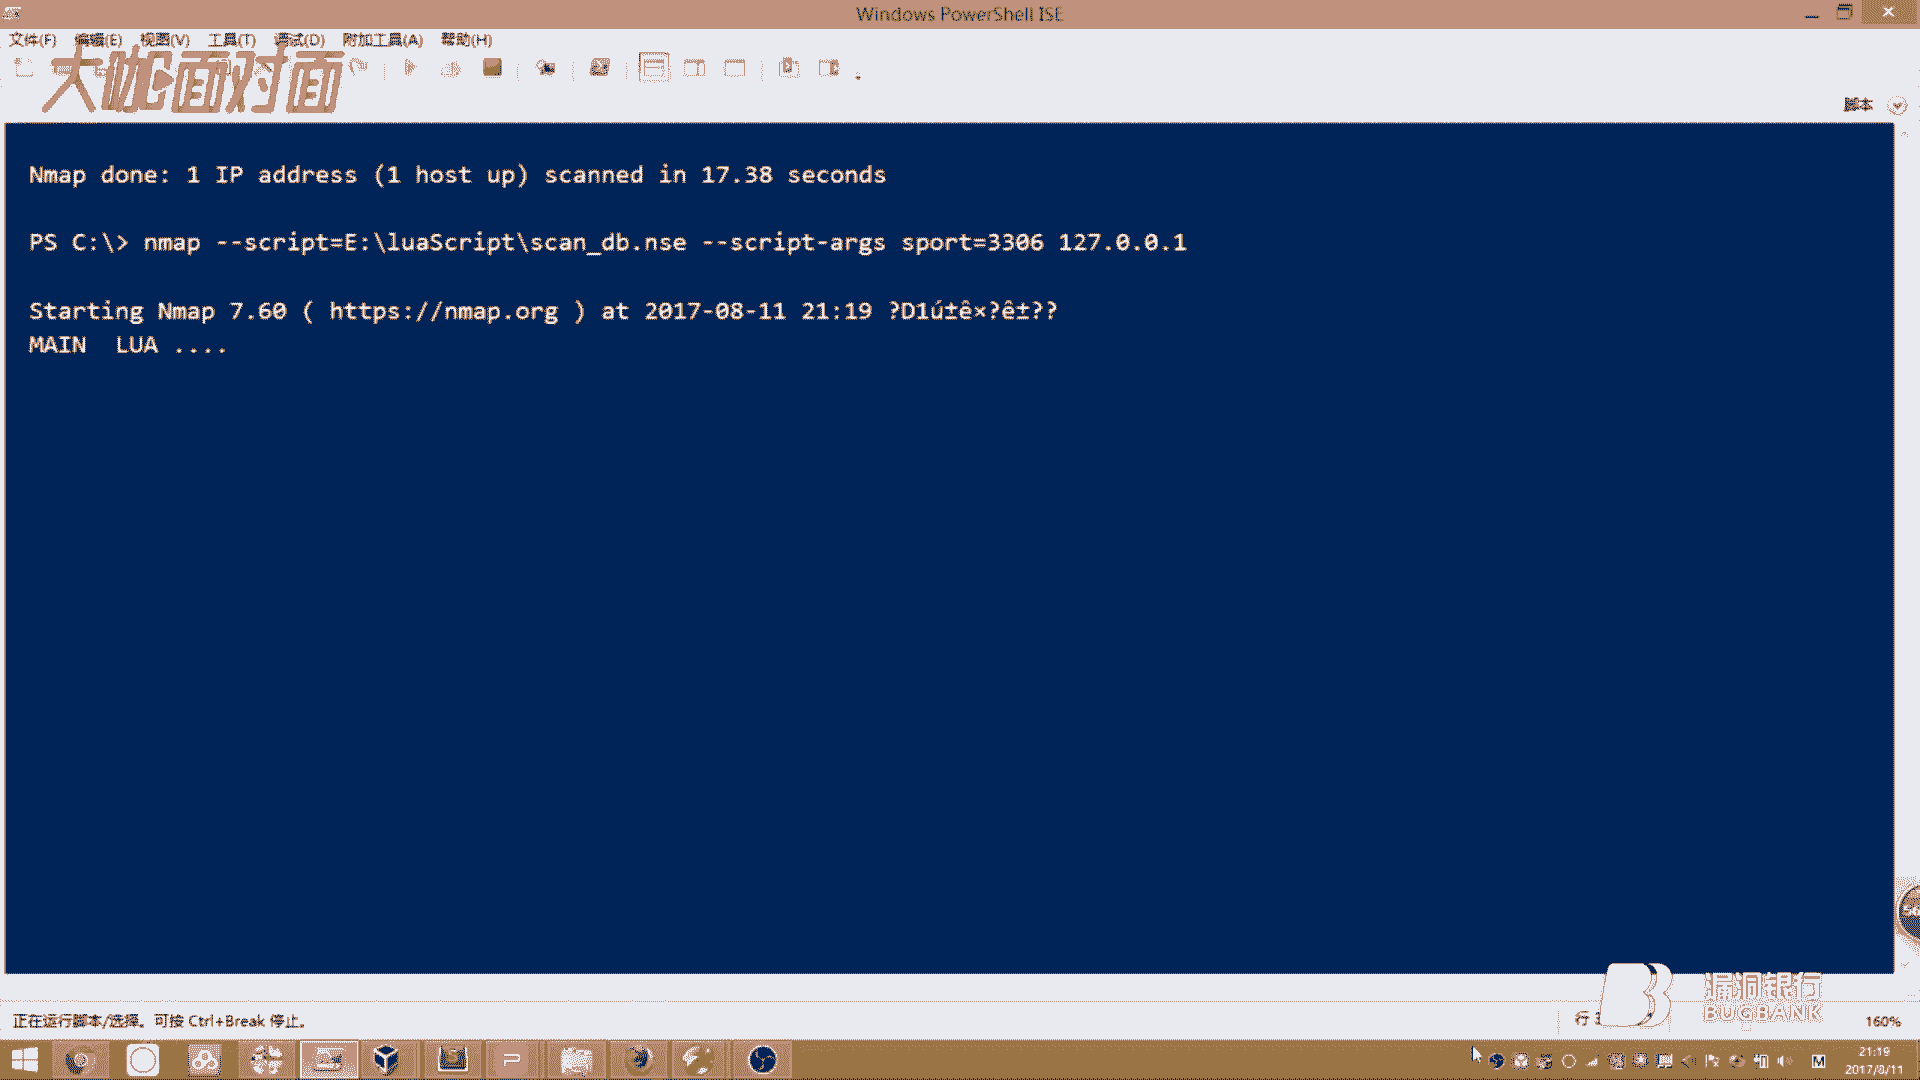 Windows PowerShell ISE
文件(F) 编辑(E) 视图(V) 工具(T) 调试(D) 附加工具(A) 帮助(H)
大咖面对面
脚本
Nmap done: 1 IP address (1 host up) scanned in 17.38 seconds
PS C:\> nmap --script=E:\luaScript\scan_db.nse --script-args sport=3306 127.0.0.1
Starting Nmap 7.60 ( https://nmap.org ) at 2017-08-11 21:19 ?D1ú±ê×?ê±??
MAIN  LUA ....
56
漏洞银行
BUGBANK
正在运行脚本/选择。可按 Ctrl+Break 停止。
行 3
160%
M
21:19
2017/8/11